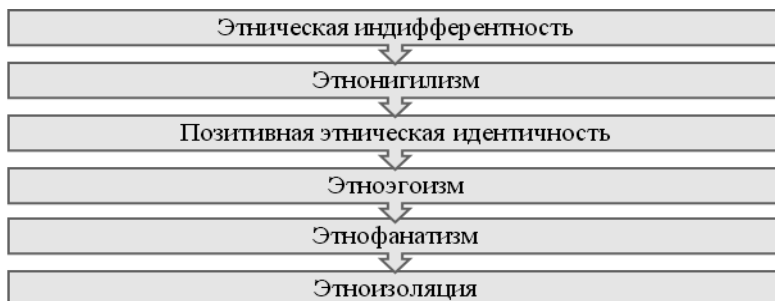 Этническая индифферентность
Этнонигилизм
Позитивная этническая идентичность
Этноэгоизм
Этнофанатизм
Этноизоляция